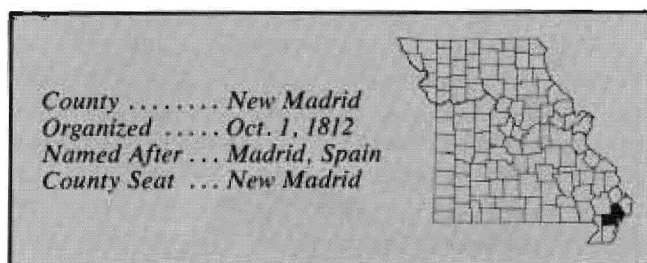 County ........ New Madrid
Organized ..... Oct. 1, 1812
Named After ... Madrid, Spain
County Seat ... New Madrid